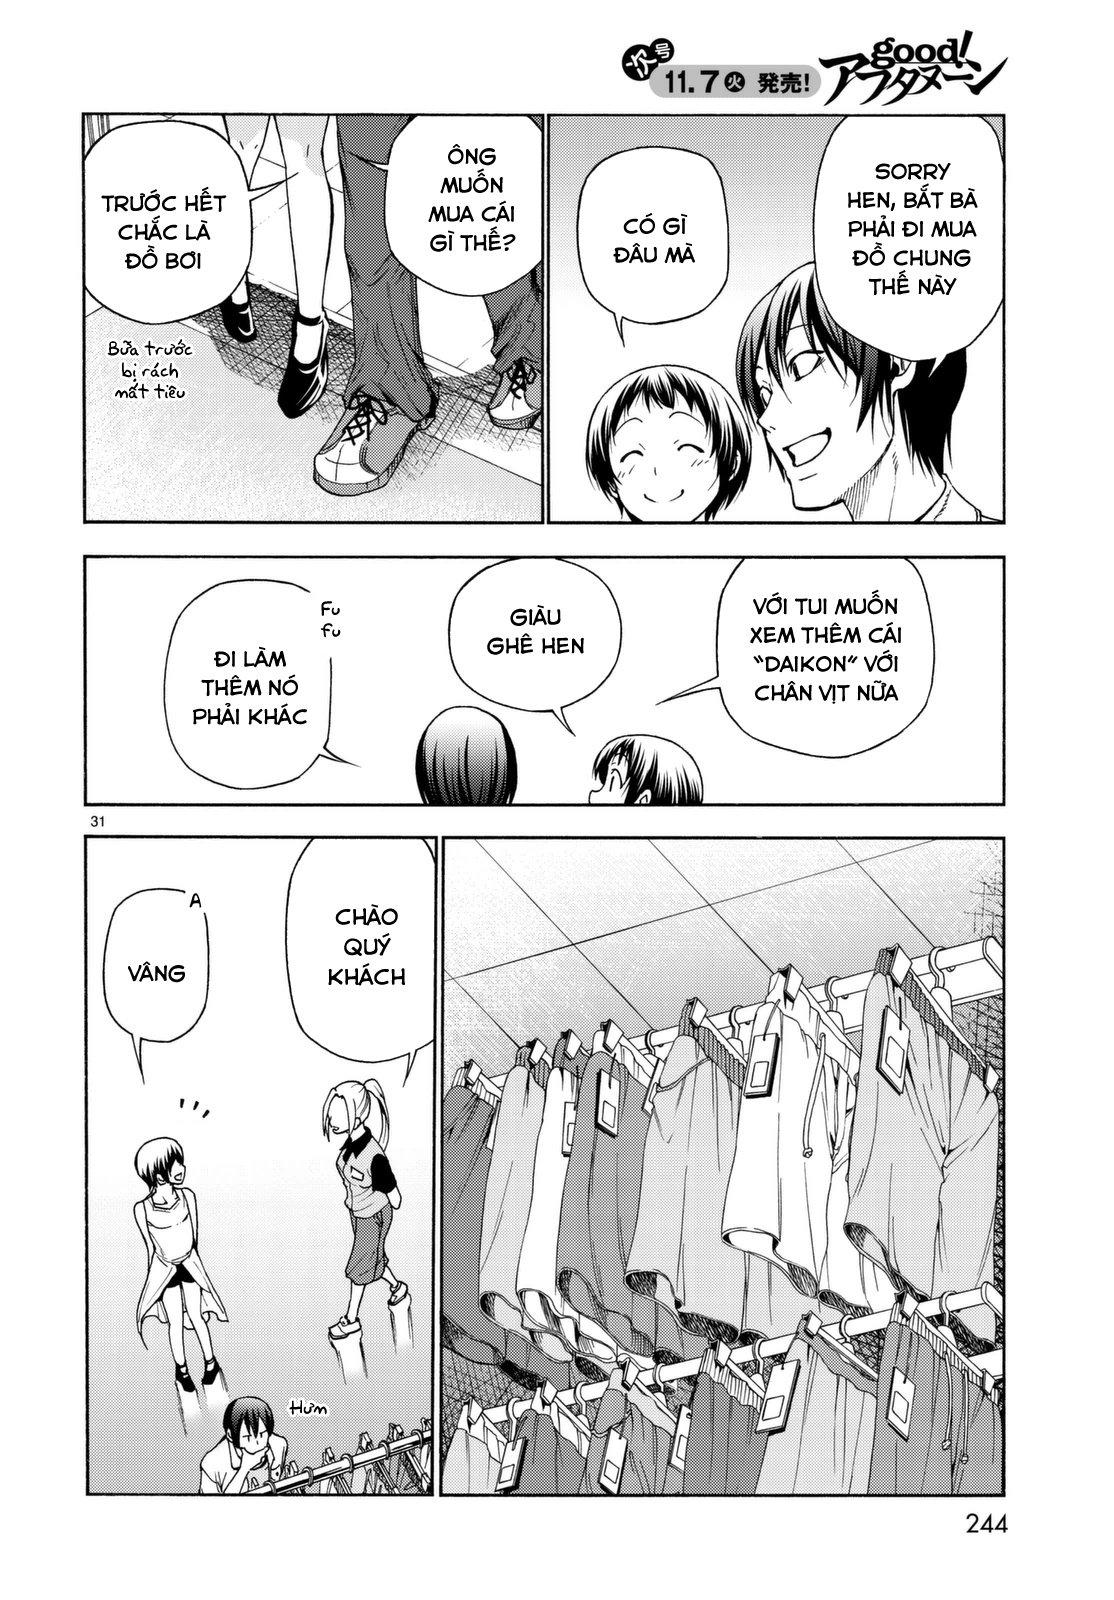 次号
11.7火 発売!
good!
アフタヌーン
SORRY
HEN, BẮT BÀ
PHẢI ĐI MUA
ĐỒ CHUNG
THẾ NÀY
CÓ GÌ
ĐÂU MÀ
ÔNG
MUỐN
MUA CÁI
GÌ THẾ?
TRƯỚC HẾT
CHẮC LÀ
ĐỒ BƠI
Bữa trước
bị rách
mất tiêu
VỚI TUI MUỐN
XEM THÊM CÁI
“DAIKON” VỚI
CHÂN VỊT NỮA
GIÀU
GHÊ HEN
Fu
fu
ĐI LÀM
THÊM NÓ
PHẢI KHÁC
31
CHÀO
QUÝ
KHÁCH
A
VÂNG
Hưm
244